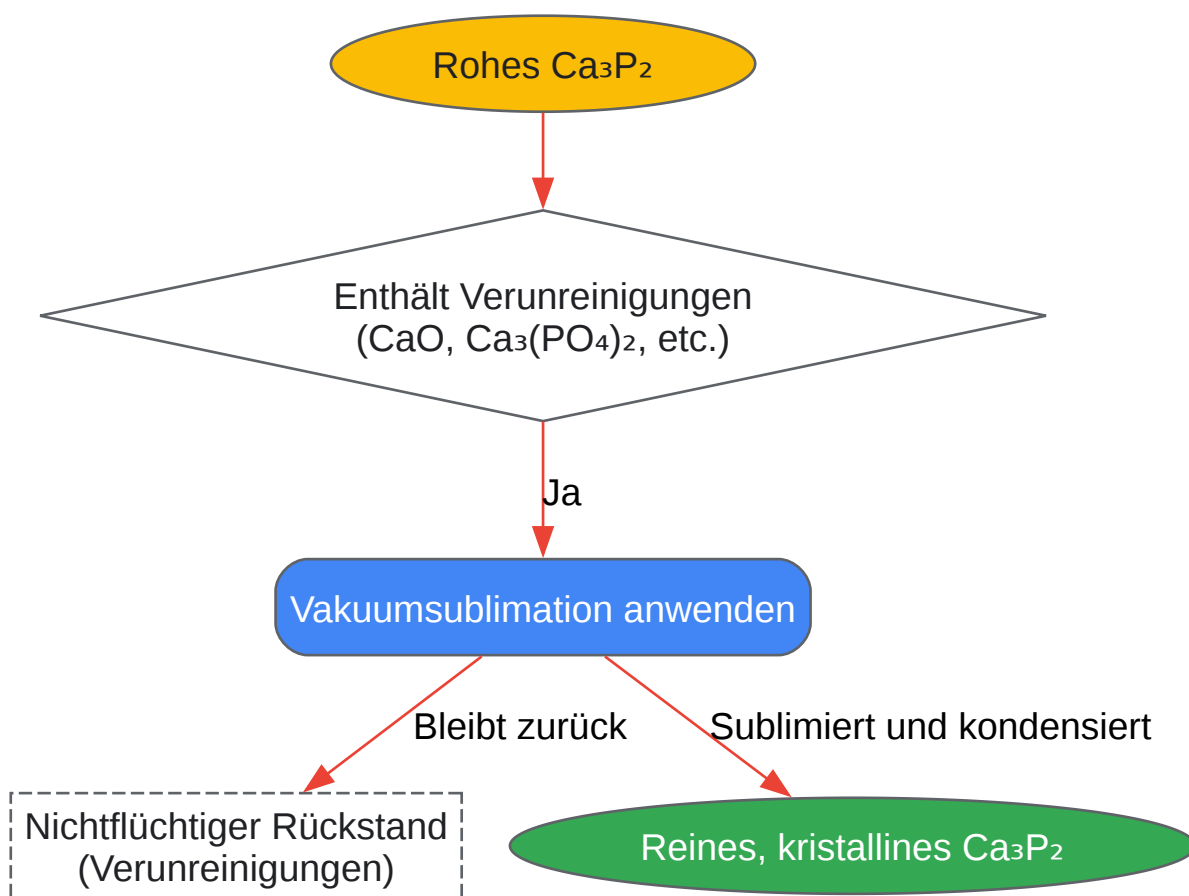 Rohes Ca₃P₂
Enthält Verunreinigungen
(CaO, Ca₃(PO₄)₂, etc.)
Ja
Vakuumsublimation anwenden
Bleibt zurück
Sublimiert und kondensiert
Nichtflüchtiger Rückstand
(Verunreinigungen)
Reines, kristallines Ca₃P₂